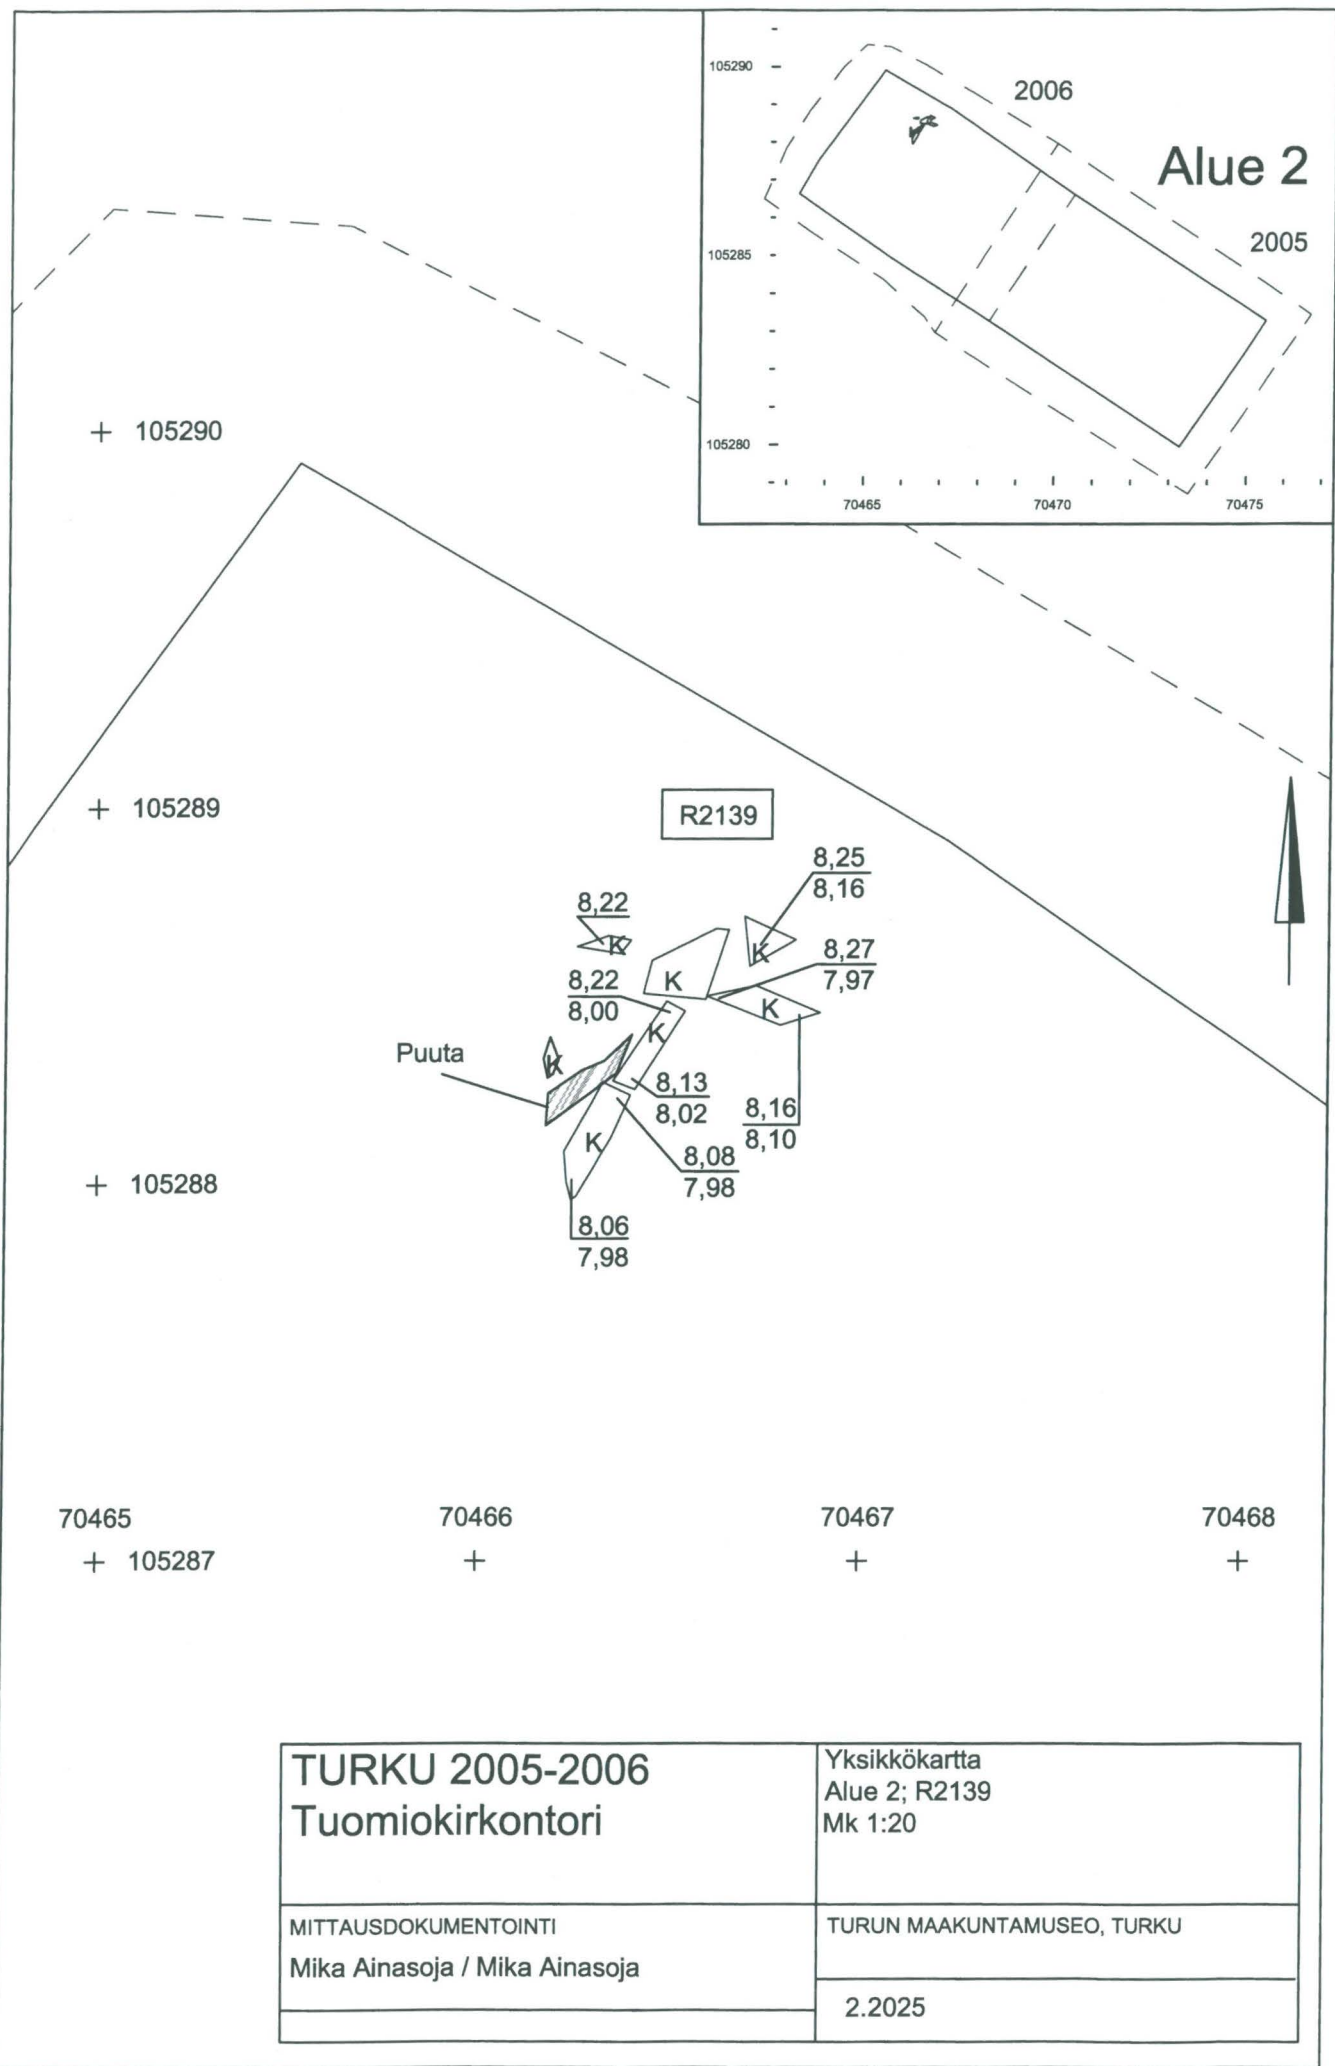 105290
2006
Alue 2
2005
105285
105280
70465
70470
70475
105290
105289
R2139
8,25
8,16
8,22
K
K
8,27
7,97
K
8,22
8,00
K
K
Puuta
K
8,13
8,02
8,16
8,10
K
8,08
7,98
105288
8,06
7,98
70465
70466
70467
70468
105287
TURKU 2005-2006
Tuomiokirkontori
Yksikkökartta
Alue 2; R2139
Mk 1:20
MITTAUSDOKUMENTOINTI
Mika Ainasoja / Mika Ainasoja
TURUN MAAKUNTAMUSEO, TURKU
2.2025